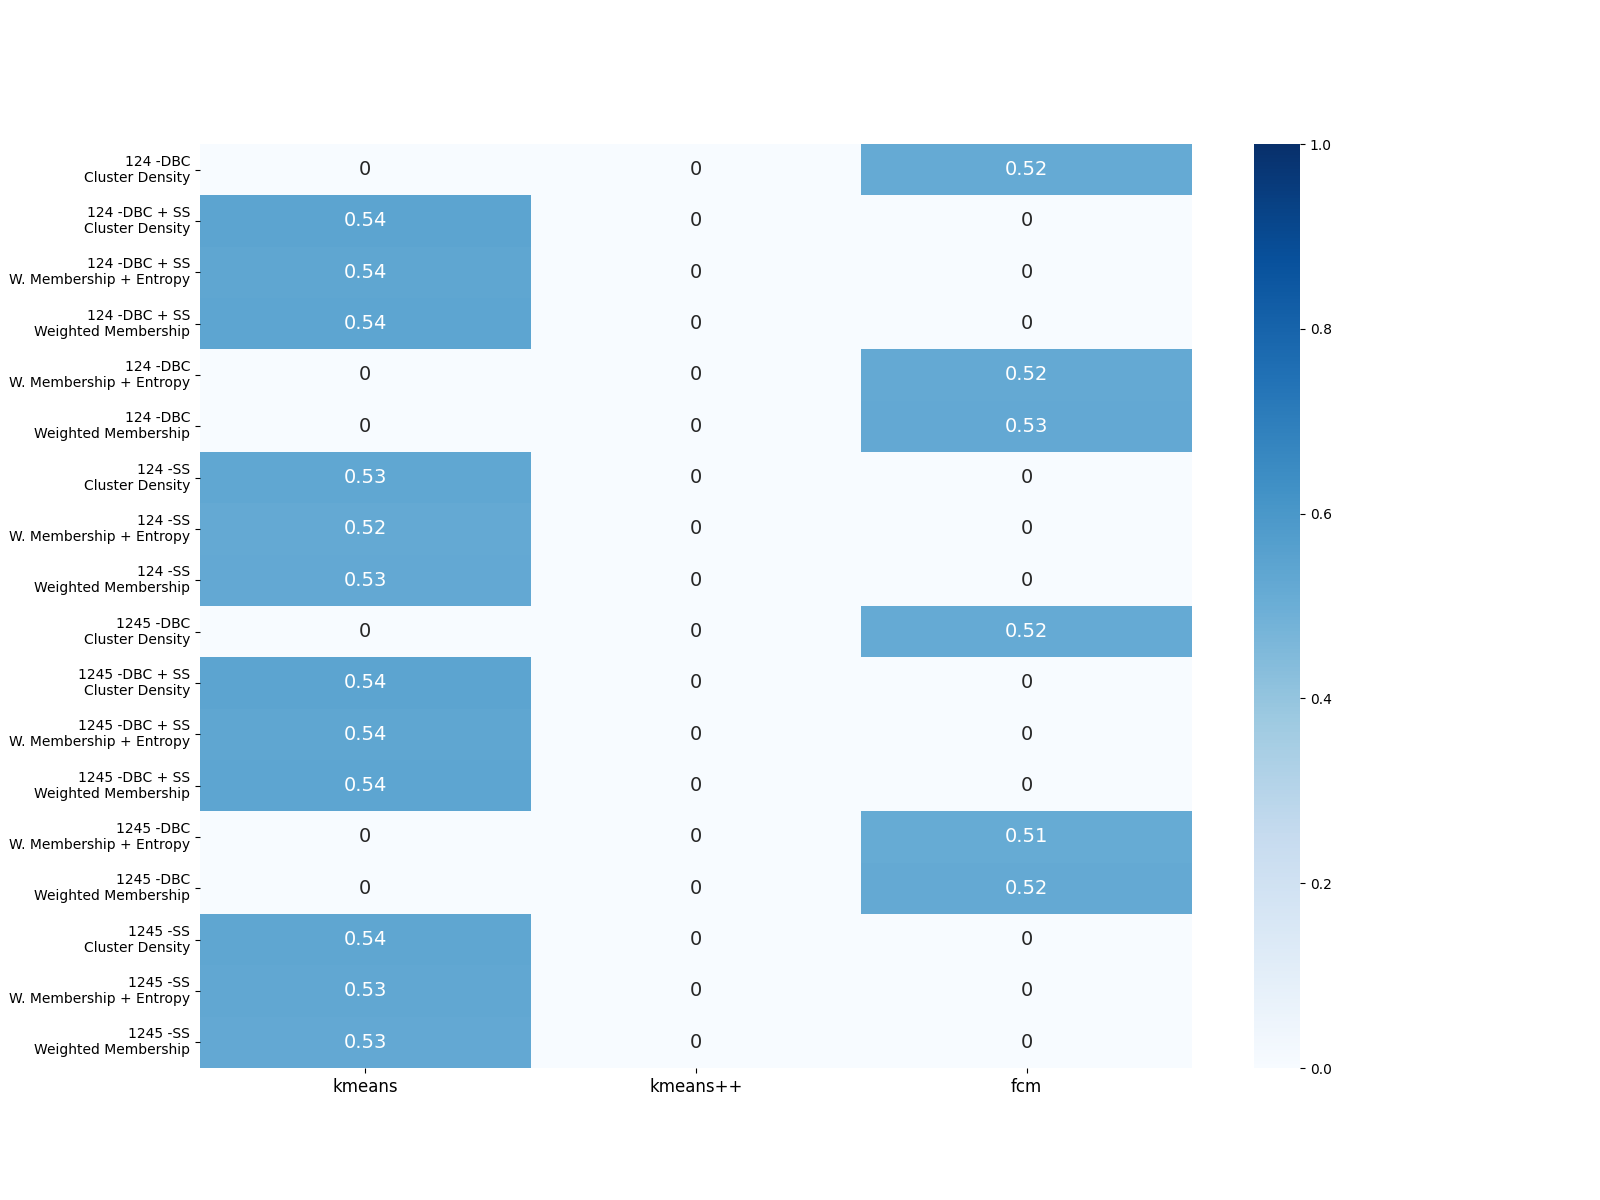 124 -DBC
Cluster Density
0 0 0.52
124 -DBC + SS
Cluster Density
0.54 0 0
124 -DBC + SS
W. Membership + Entropy
0.54 0 0
124 -DBC + SS
Weighted Membership
0.54 0 0
124 -DBC
W. Membership + Entropy
0 0 0.52
124 -DBC
Weighted Membership
0 0 0.53
124 -SS
Cluster Density
0.53 0 0
124 -SS
W. Membership + Entropy
0.52 0 0
124 -SS
Weighted Membership
0.53 0 0
1245 -DBC
Cluster Density
0 0 0.52
1245 -DBC + SS
Cluster Density
0.54 0 0
1245 -DBC + SS
W. Membership + Entropy
0.54 0 0
1245 -DBC + SS
Weighted Membership
0.54 0 0
1245 -DBC
W. Membership + Entropy
0 0 0.51
1245 -DBC
Weighted Membership
0 0 0.52
1245 -SS
Cluster Density
0.54 0 0
1245 -SS
W. Membership + Entropy
0.53 0 0
1245 -SS
Weighted Membership
0.53 0 0
kmeans kmeans++ fcm
1.0
0.8
0.6
0.4
0.2
0.0